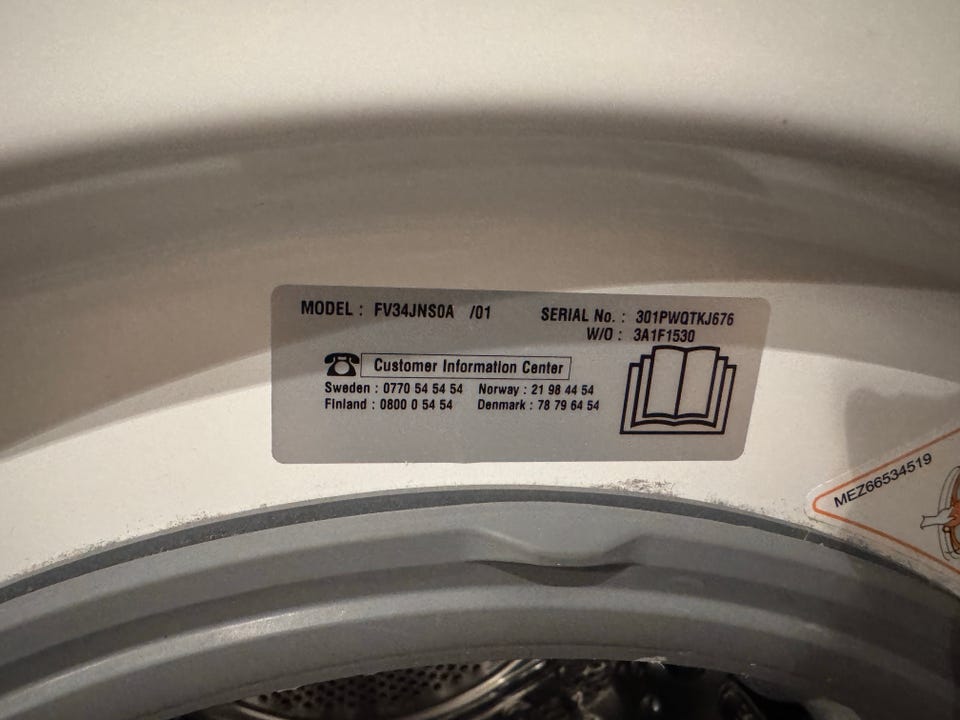 MODEL : FV34JNS0A /01
SERIAL No. : 301PWQTKJ676
W/O : 3A1F1530
Customer Information Center
Sweden : 0770 54 54 54 Norway : 21 98 44 54
Finland : 0800 0 54 54 Denmark : 78 79 64 54
MEZ66534519